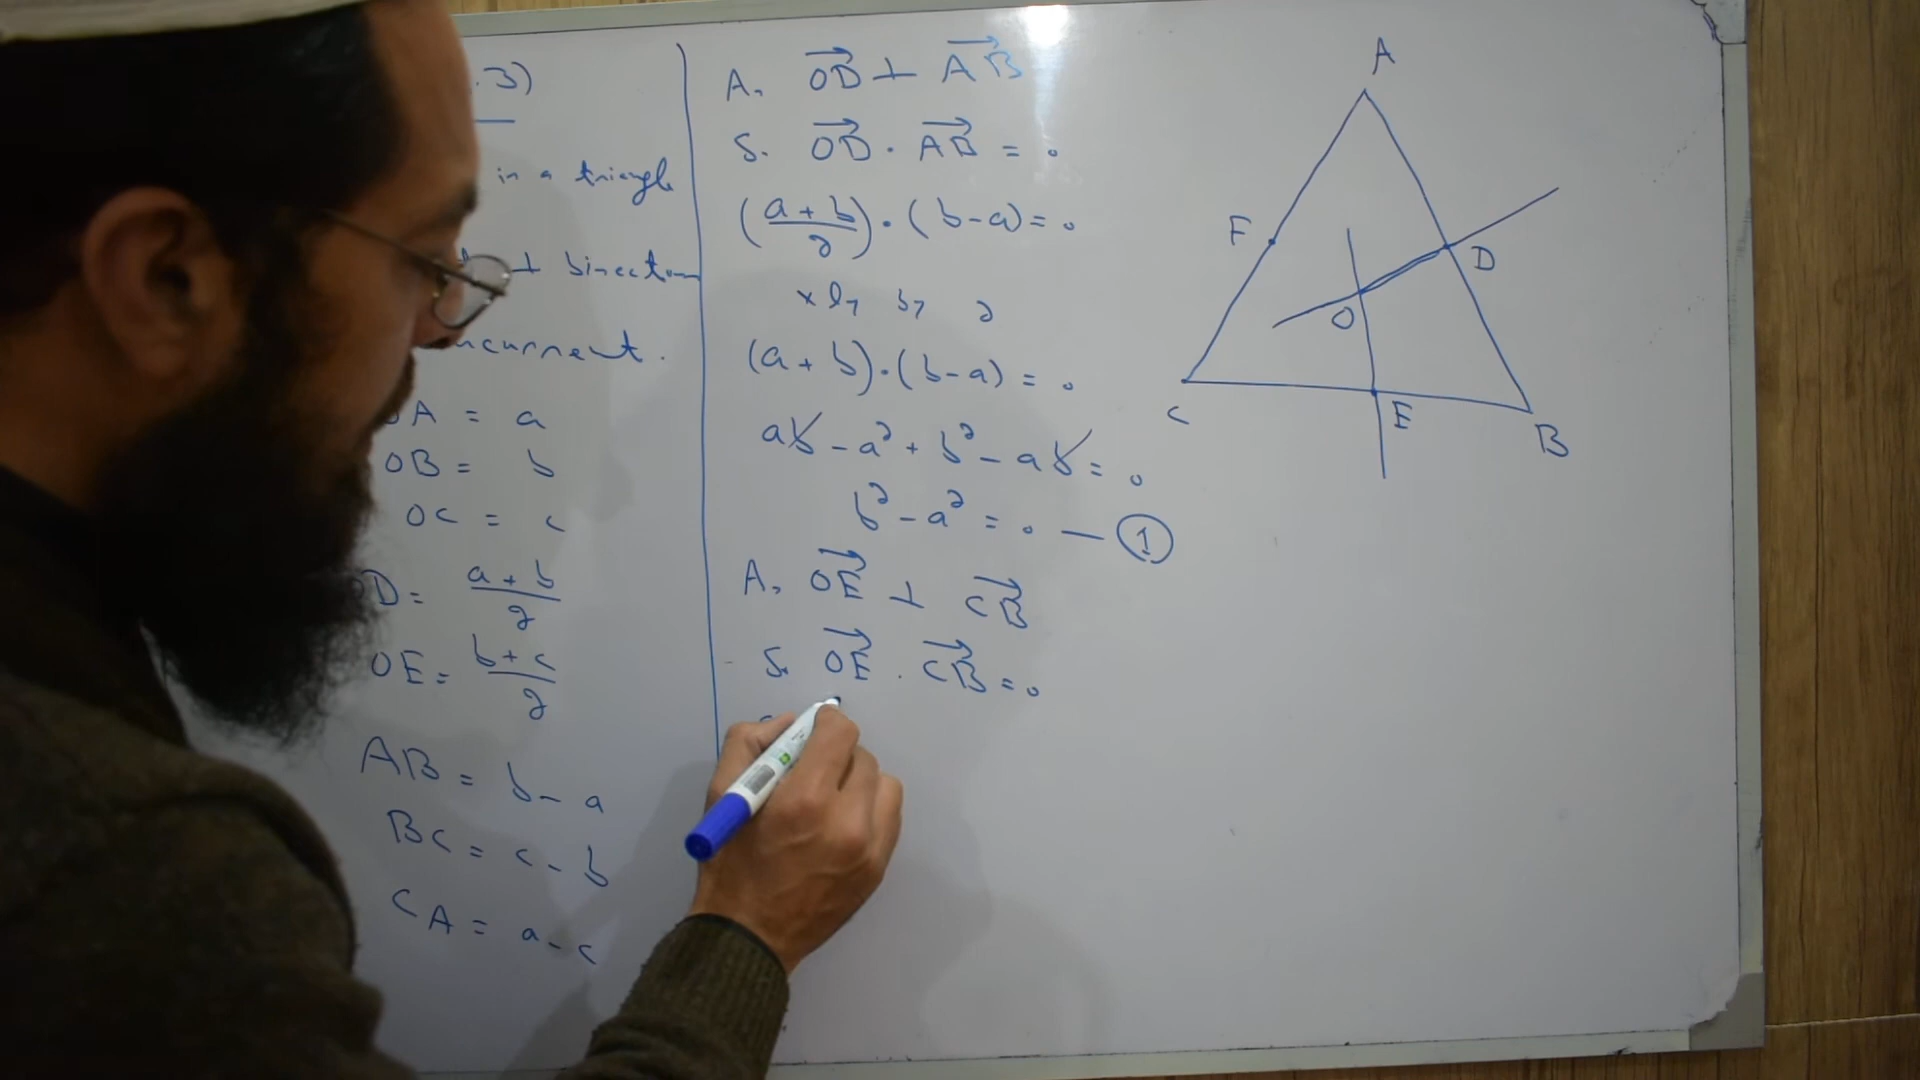 .3)
in a triangle
⊥ bisectors
ncurrent.
OA = a
OB = b
OC = c
OD = a + b / 2
OE = b + c / 2
AB = b - a
BC = c - b
CA = a - c
A. OD ⊥ AB
S. OD · AB = 0
(a + b / 2) · (b - a) = 0
xly by 2
(a + b) · (b - a) = 0
ab - a² + b² - ab = 0
b² - a² = 0 — ①
A. OE ⊥ CB
S. OE · CB = 0
A
F
D
O
C
E
B